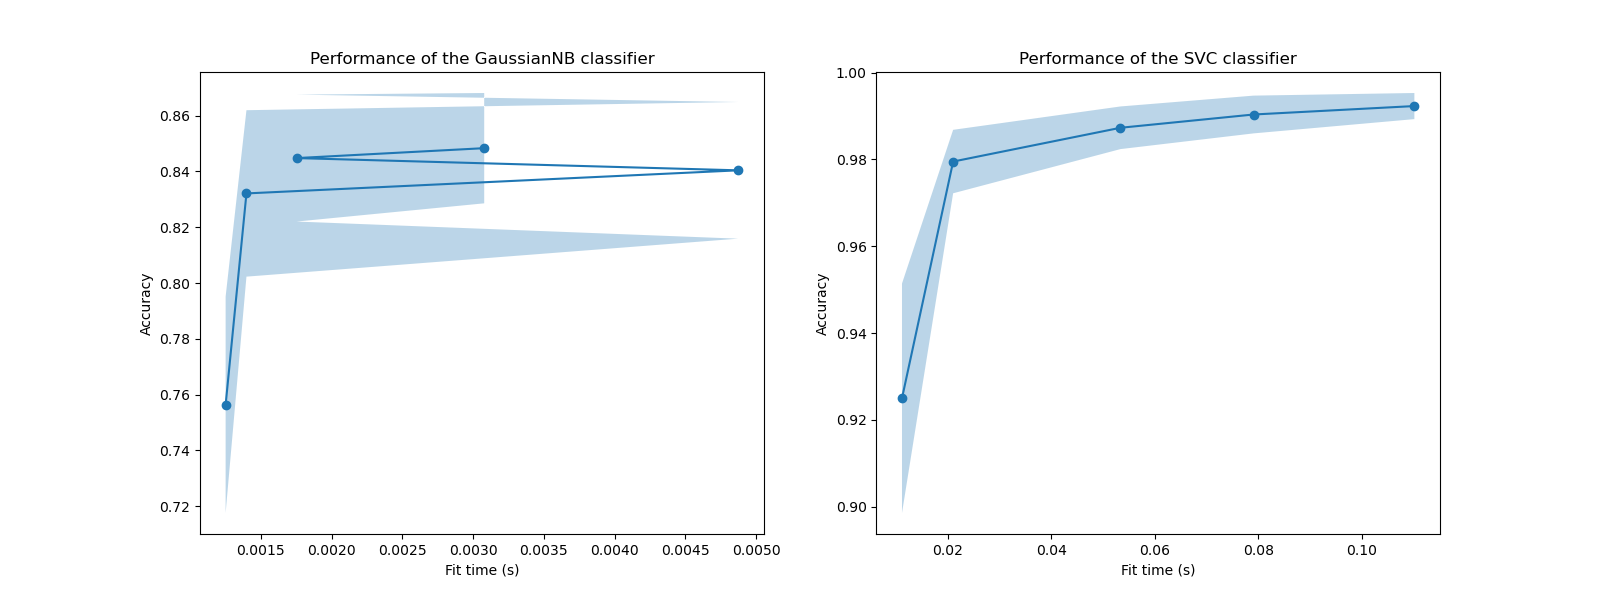 Performance of the GaussianNB classifier
Accuracy
0.86
0.84
0.82
0.80
0.78
0.76
0.74
0.72
0.0015 0.0020 0.0025 0.0030 0.0035 0.0040 0.0045 0.0050
Fit time (s)
Performance of the SVC classifier
Accuracy
1.00
0.98
0.96
0.94
0.92
0.90
0.02 0.04 0.06 0.08 0.10
Fit time (s)